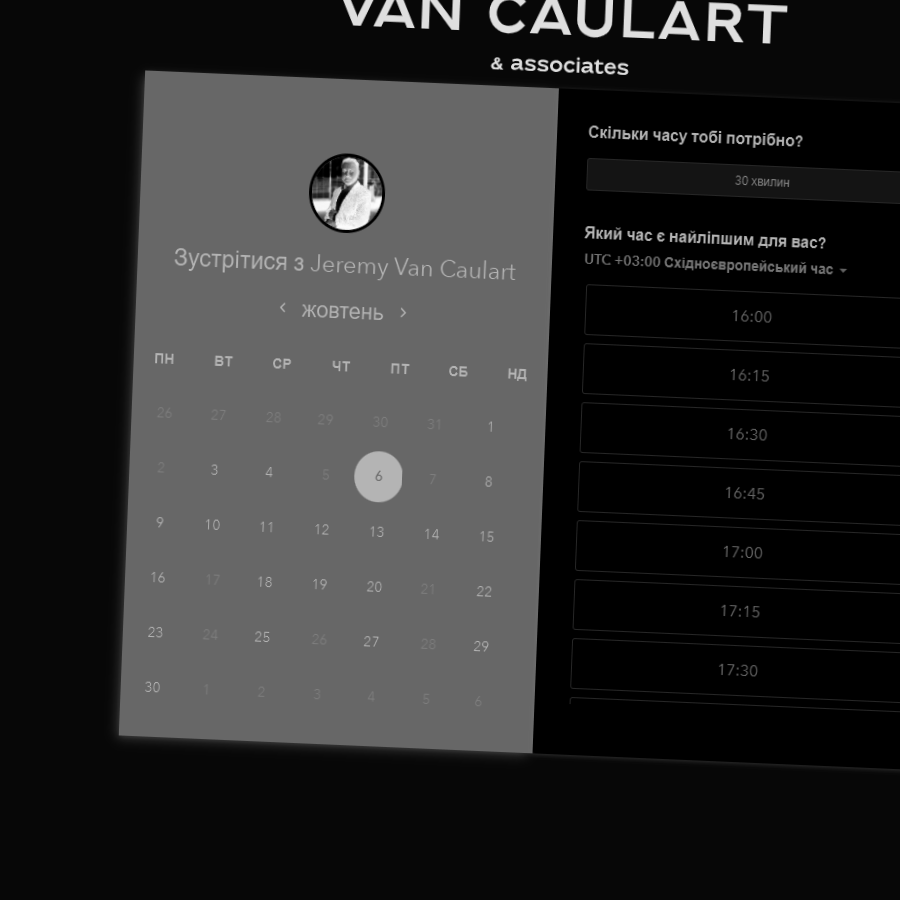 VAN CAULART
& associates
Зустрітися з Jeremy Van Caulart
жовтень
ПН ВТ СР ЧТ ПТ СБ НД
26 27 28 29 30 31 1
2 3 4 5 6 7 8
9 10 11 12 13 14 15
16 17 18 19 20 21 22
23 24 25 26 27 28 29
30 1 2 3 4 5 6
Скільки часу тобі потрібно?
30 хвилин
Який час є найліпшим для вас?
UTC +03:00 Східноєвропейський час
16:00
16:15
16:30
16:45
17:00
17:15
17:30